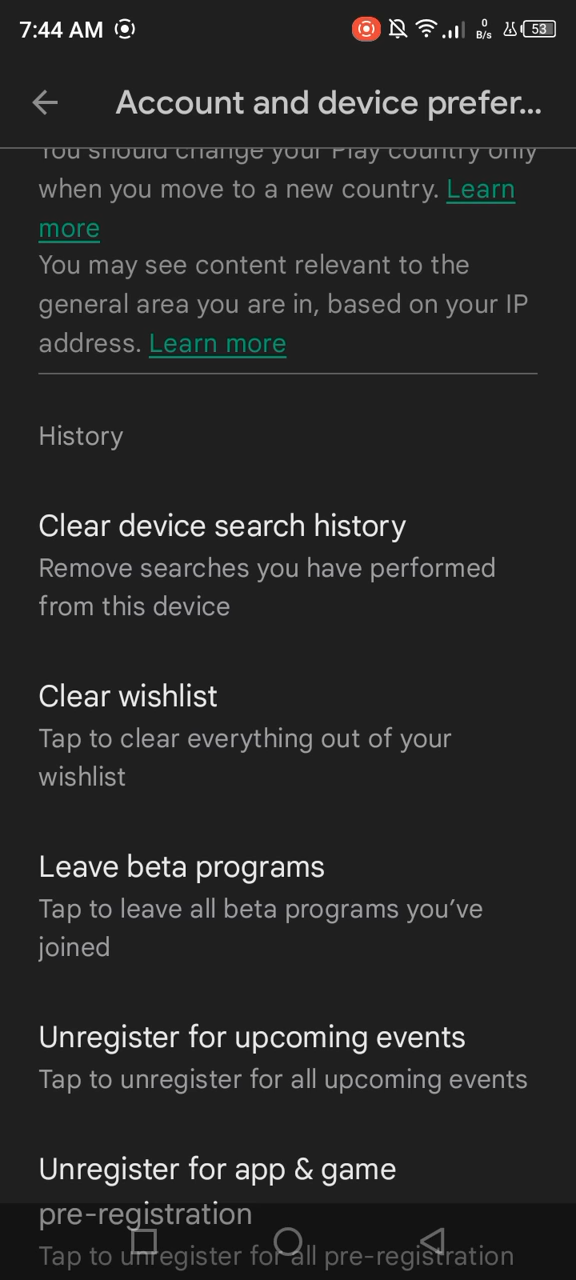 7:44 AM 0 B/s 53
Account and device prefer...
You should change your Play country only
when you move to a new country. Learn
more
You may see content relevant to the
general area you are in, based on your IP
address. Learn more
History
Clear device search history
Remove searches you have performed
from this device
Clear wishlist
Tap to clear everything out of your
wishlist
Leave beta programs
Tap to leave all beta programs you’ve
joined
Unregister for upcoming events
Tap to unregister for all upcoming events
Unregister for app & game
pre-registration
Tap to unregister for all pre-registration